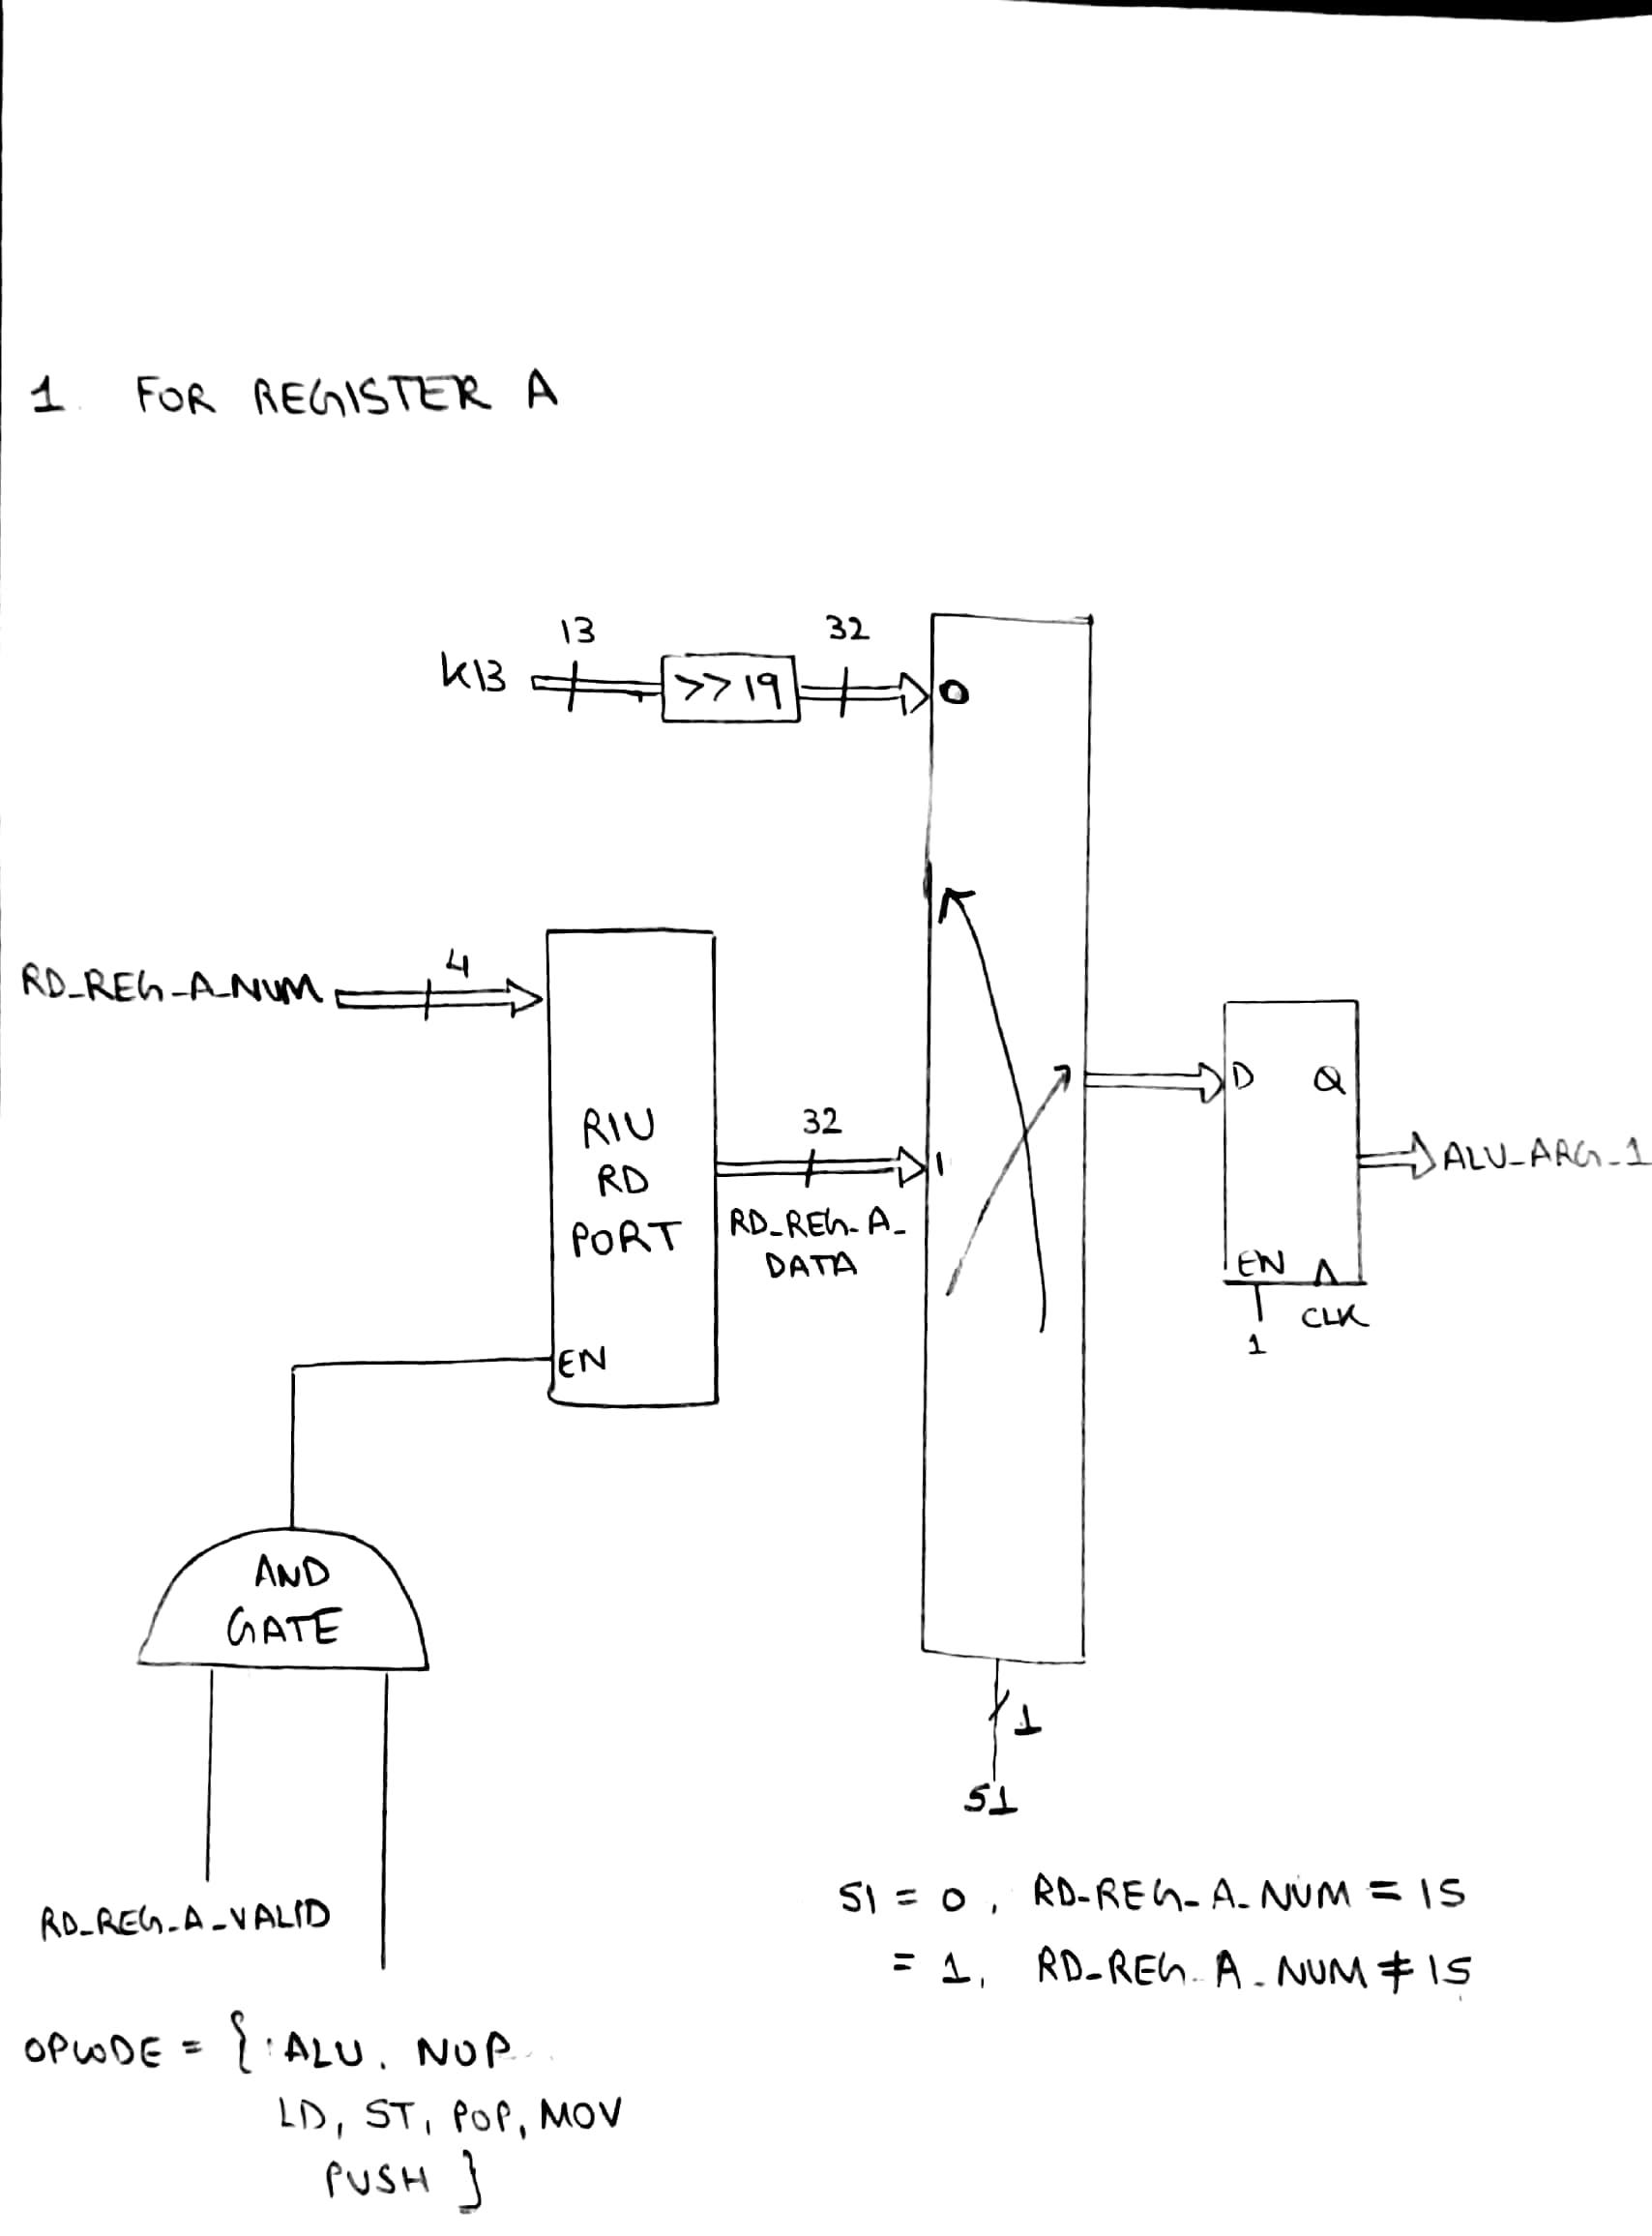 1. FOR REGISTER A
13
32
K13
>>19
0
4
RD_REG_A_NUM
RIU
RD
PORT
EN
32
RD_REG_A_
DATA
1
D Q
ALU_ARG_1
EN
CLK
1
AND
GATE
1
S1
RD_REG_A_VALID
S1 = 0, RD_REG_A_NUM = 15
= 1, RD_REG_A_NUM ≠ 15
OPCODE = { ALU, NOP
LD, ST, POP, MOV
PUSH }